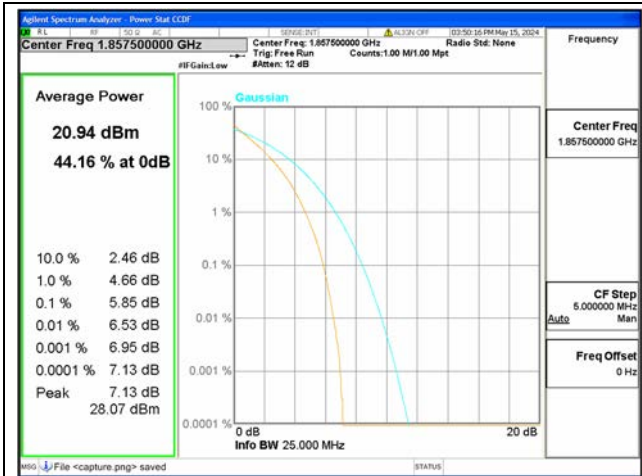 Agilent Spectrum Analyzer - Power Stat CCDF
RL RF 50 Ω AC SENSE:INT ALIGN OFF 03:50:16 PM May 15, 2024
Center Freq 1.857500000 GHz
Center Freq: 1.857500000 GHz Radio Std: None
Trig: Free Run Counts:1.00 M/1.00 Mpt
#IFGain:Low #Atten: 12 dB
Frequency
Average Power
20.94 dBm
44.16 % at 0dB
10.0 % 2.46 dB
1.0 % 4.66 dB
0.1 % 5.85 dB
0.01 % 6.53 dB
0.001 % 6.95 dB
0.0001 % 7.13 dB
Peak 7.13 dB
28.07 dBm
Gaussian
100 %
10 %
1 %
0.1 %
0.01 %
0.001 %
0.0001 %
0 dB 20 dB
Info BW 25.000 MHz
Center Freq
1.857500000 GHz
CF Step
5.000000 MHz
Auto Man
Freq Offset
0 Hz
MSG File <capture.png> saved STATUS